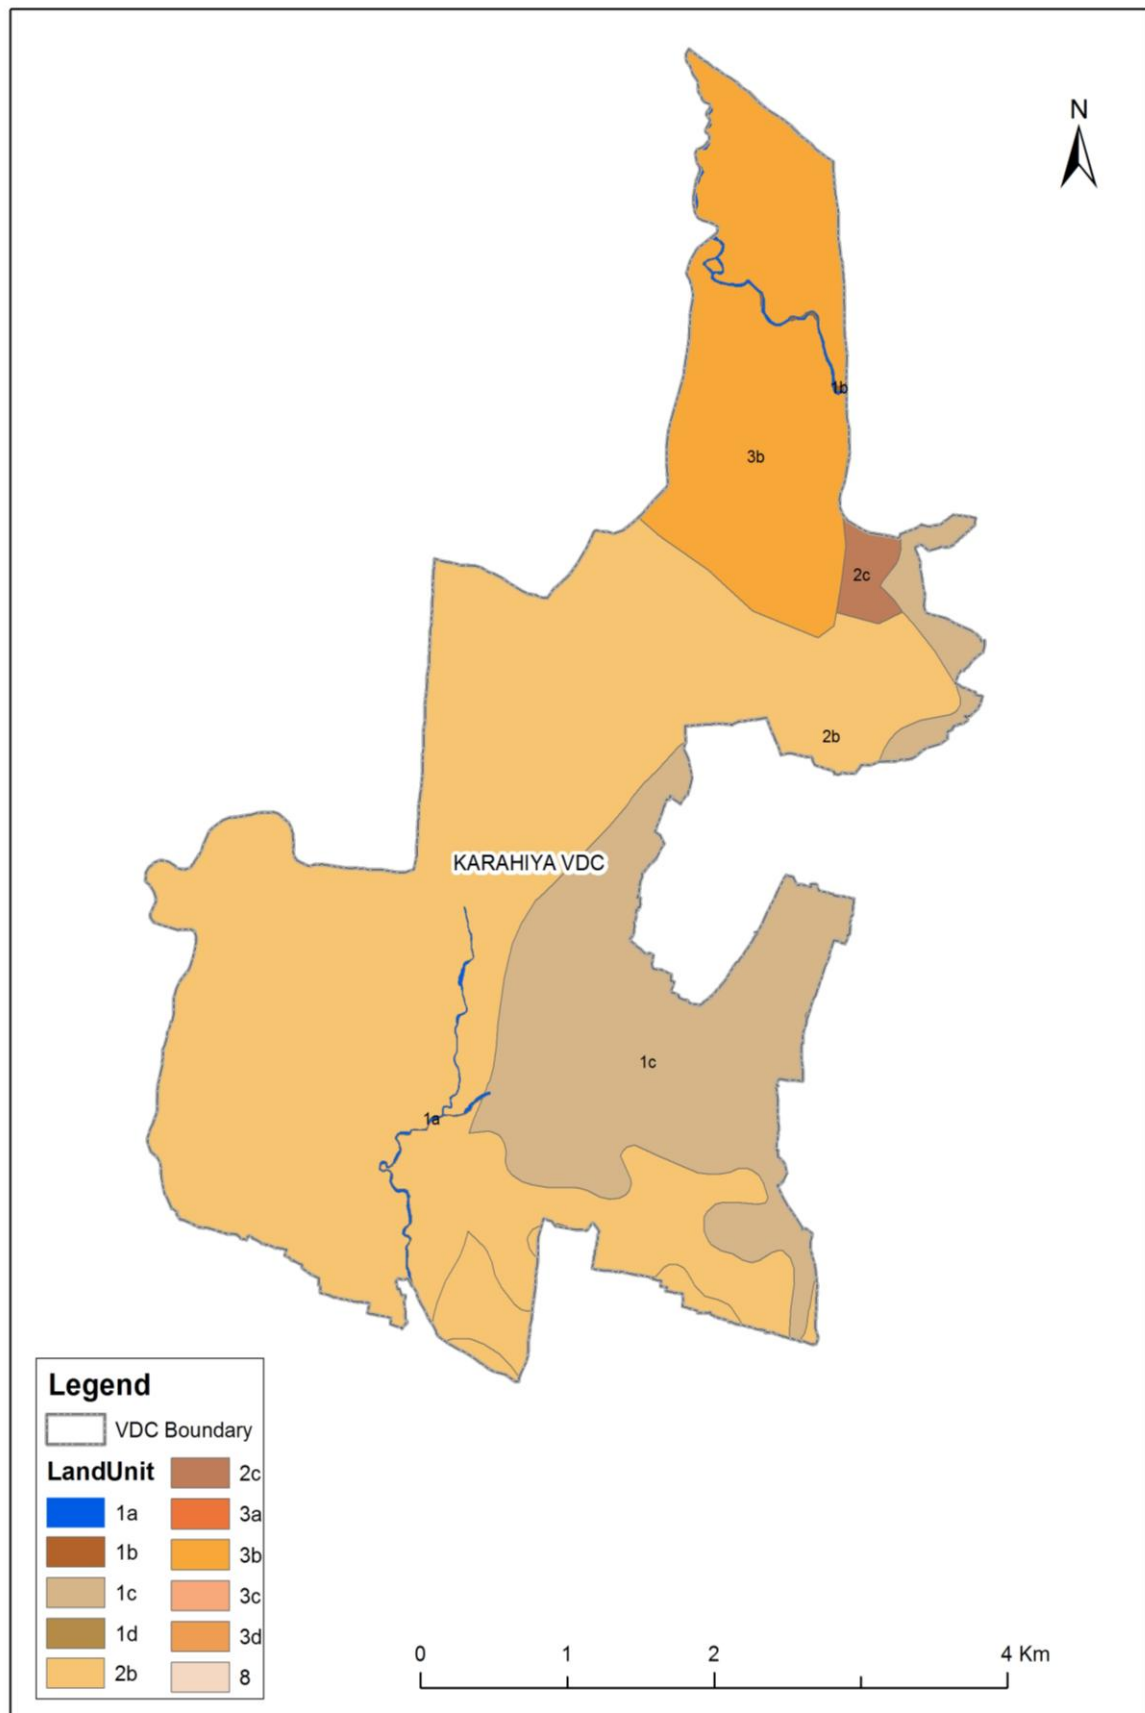 N
1b
3b
2c
2b
KARAHIYA VDC
1c
1a
Legend
VDC Boundary
LandUnit
1a
1b
1c
1d
2b
2c
3a
3b
3c
3d
8
0 1 2 4 Km